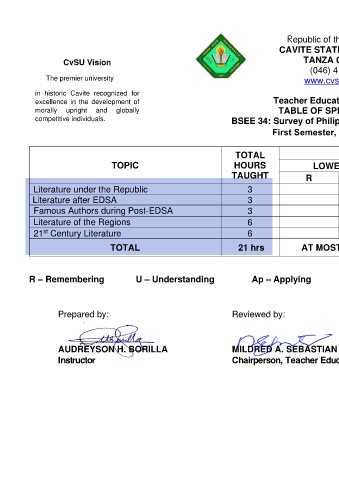 Republic of th
CvSU Vision
CAVITE STAT
TANZA C
The premier university
(046) 4
www.cvs
in historic Cavite recognized for
excellence in the development of
morally upright and globally
competitive individuals.
Teacher Educat
TABLE OF SPE
BSEE 34: Survey of Philip
First Semester,
TOPIC
TOTAL
HOURS
TAUGHT
LOWE
R
Literature under the Republic 3
Literature after EDSA 3
Famous Authors during Post-EDSA 3
Literature of the Regions 6
21st Century Literature 6
TOTAL 21 hrs AT MOST
R – Remembering U – Understanding Ap – Applying
Prepared by: Reviewed by:
AUDREYSON H. BORILLA MILDRED A. SEBASTIAN
Instructor Chairperson, Teacher Educ